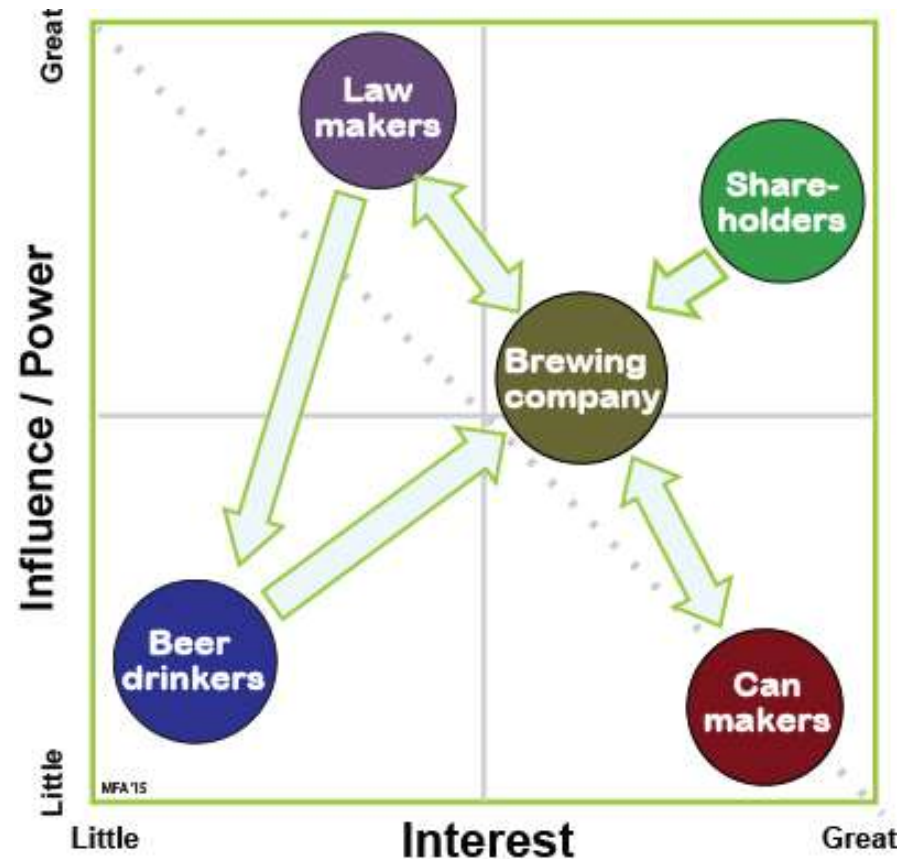 Great
Law
makers
Share-
holders
Influence / Power
Brewing
company
Beer
drinkers
Can
makers
Little
MFA '15
Little
Interest
Great